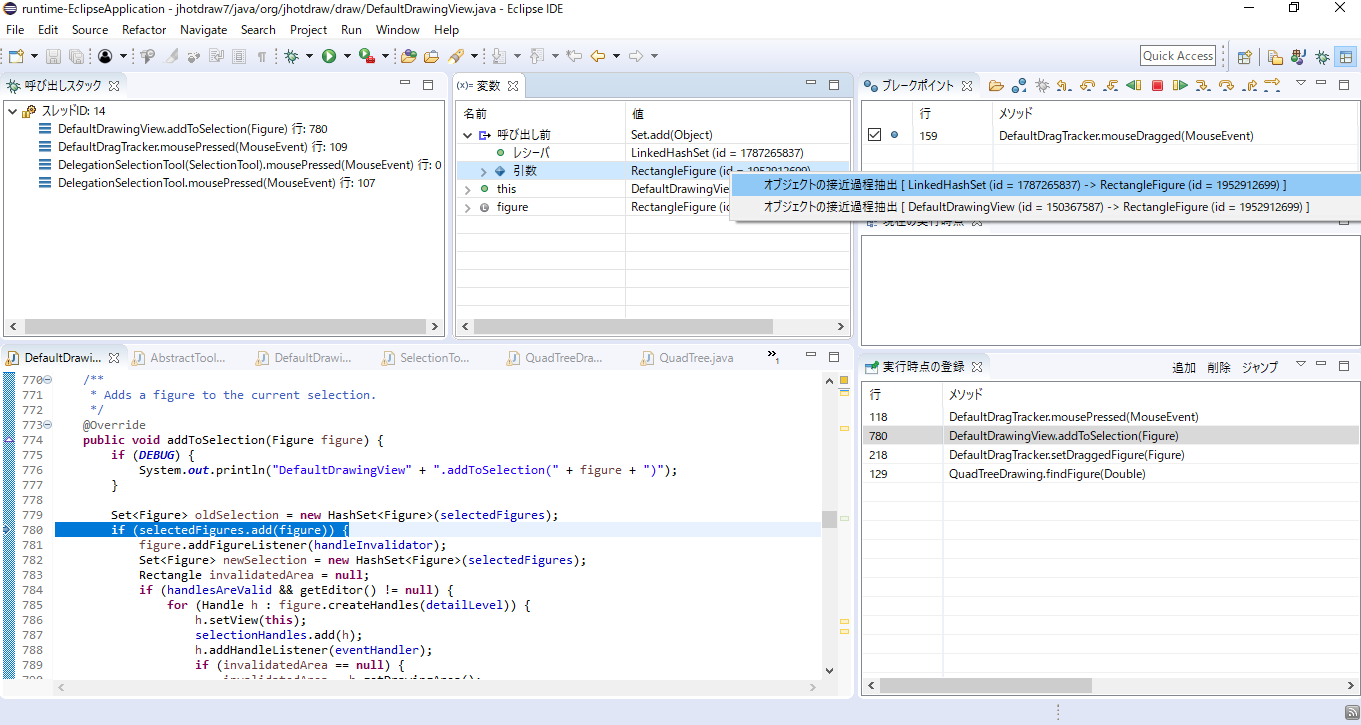 runtime-EclipseApplication - jhotdraw7/java/org/jhotdraw/draw/DefaultDrawingView.java - Eclipse IDE
File Edit Source Refactor Navigate Search Project Run Window Help
Quick Access
呼び出しスタック
スレッドID: 14
DefaultDrawingView.addToSelection(Figure) 行: 780
DefaultDragTracker.mousePressed(MouseEvent) 行: 109
DelegationSelectionTool(SelectionTool).mousePressed(MouseEvent) 行: 0
DelegationSelectionTool.mousePressed(MouseEvent) 行: 107
(x)= 変数
名前 値
呼び出し前 Set.add(Object)
レシーバ LinkedHashSet (id = 1787265837)
引数 RectangleFigure (id = 1952912699)
this DefaultDrawingVie
figure RectangleFigure (id
オブジェクトの接近過程抽出 [ LinkedHashSet (id = 1787265837) -> RectangleFigure (id = 1952912699) ]
オブジェクトの接近過程抽出 [ DefaultDrawingView (id = 150367587) -> RectangleFigure (id = 1952912699) ]
ブレークポイント
行 メソッド
159 DefaultDragTracker.mouseDragged(MouseEvent)
現在の実行時点
DefaultDrawi... AbstractTool... DefaultDrawi... SelectionTo... QuadTreeDra... QuadTree.java »1
770 /**
771 * Adds a figure to the current selection.
772 */
773 @Override
774 public void addToSelection(Figure figure) {
775 if (DEBUG) {
776 System.out.println("DefaultDrawingView" + ".addToSelection(" + figure + ")");
777 }
778
779 Set<Figure> oldSelection = new HashSet<Figure>(selectedFigures);
780 if (selectedFigures.add(figure)) {
781 figure.addFigureListener(handleInvalidator);
782 Set<Figure> newSelection = new HashSet<Figure>(selectedFigures);
783 Rectangle invalidatedArea = null;
784 if (handlesAreValid && getEditor() != null) {
785 for (Handle h : figure.createHandles(detailLevel)) {
786 h.setView(this);
787 selectionHandles.add(h);
788 h.addHandleListener(eventHandler);
789 if (invalidatedArea == null) {
790 invalidatedArea = h.getDrawingArea();
実行時点の登録 追加 削除 ジャンプ
行 メソッド
118 DefaultDragTracker.mousePressed(MouseEvent)
780 DefaultDrawingView.addToSelection(Figure)
218 DefaultDragTracker.setDraggedFigure(Figure)
129 QuadTreeDrawing.findFigure(Double)